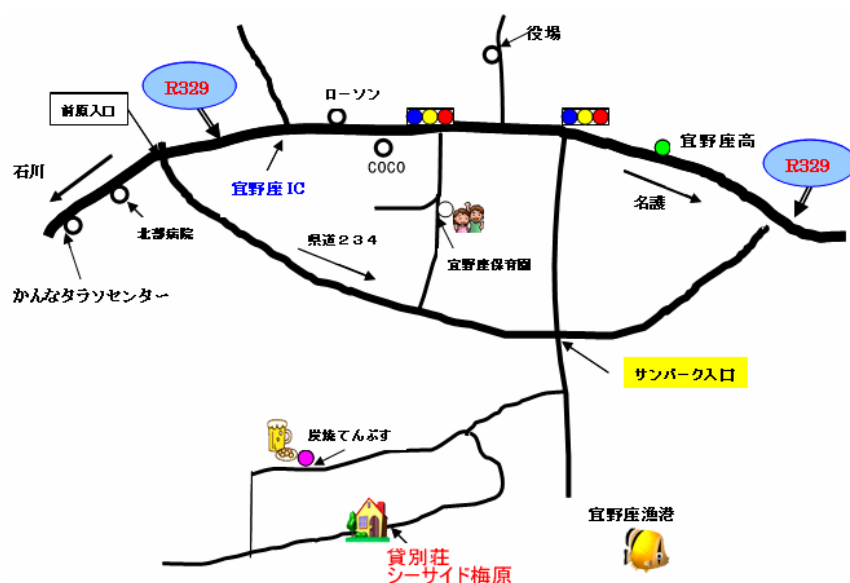 役場
R329
ローソン
前原入口
宜野座高
COCO
R329
石川
宜野座IC
名護
北部病院
県道234
宜野座保育園
かんなタラソセンター
サンパーク入口
炭焼てんぷす
宜野座漁港
貸別荘
シーサイド梅原